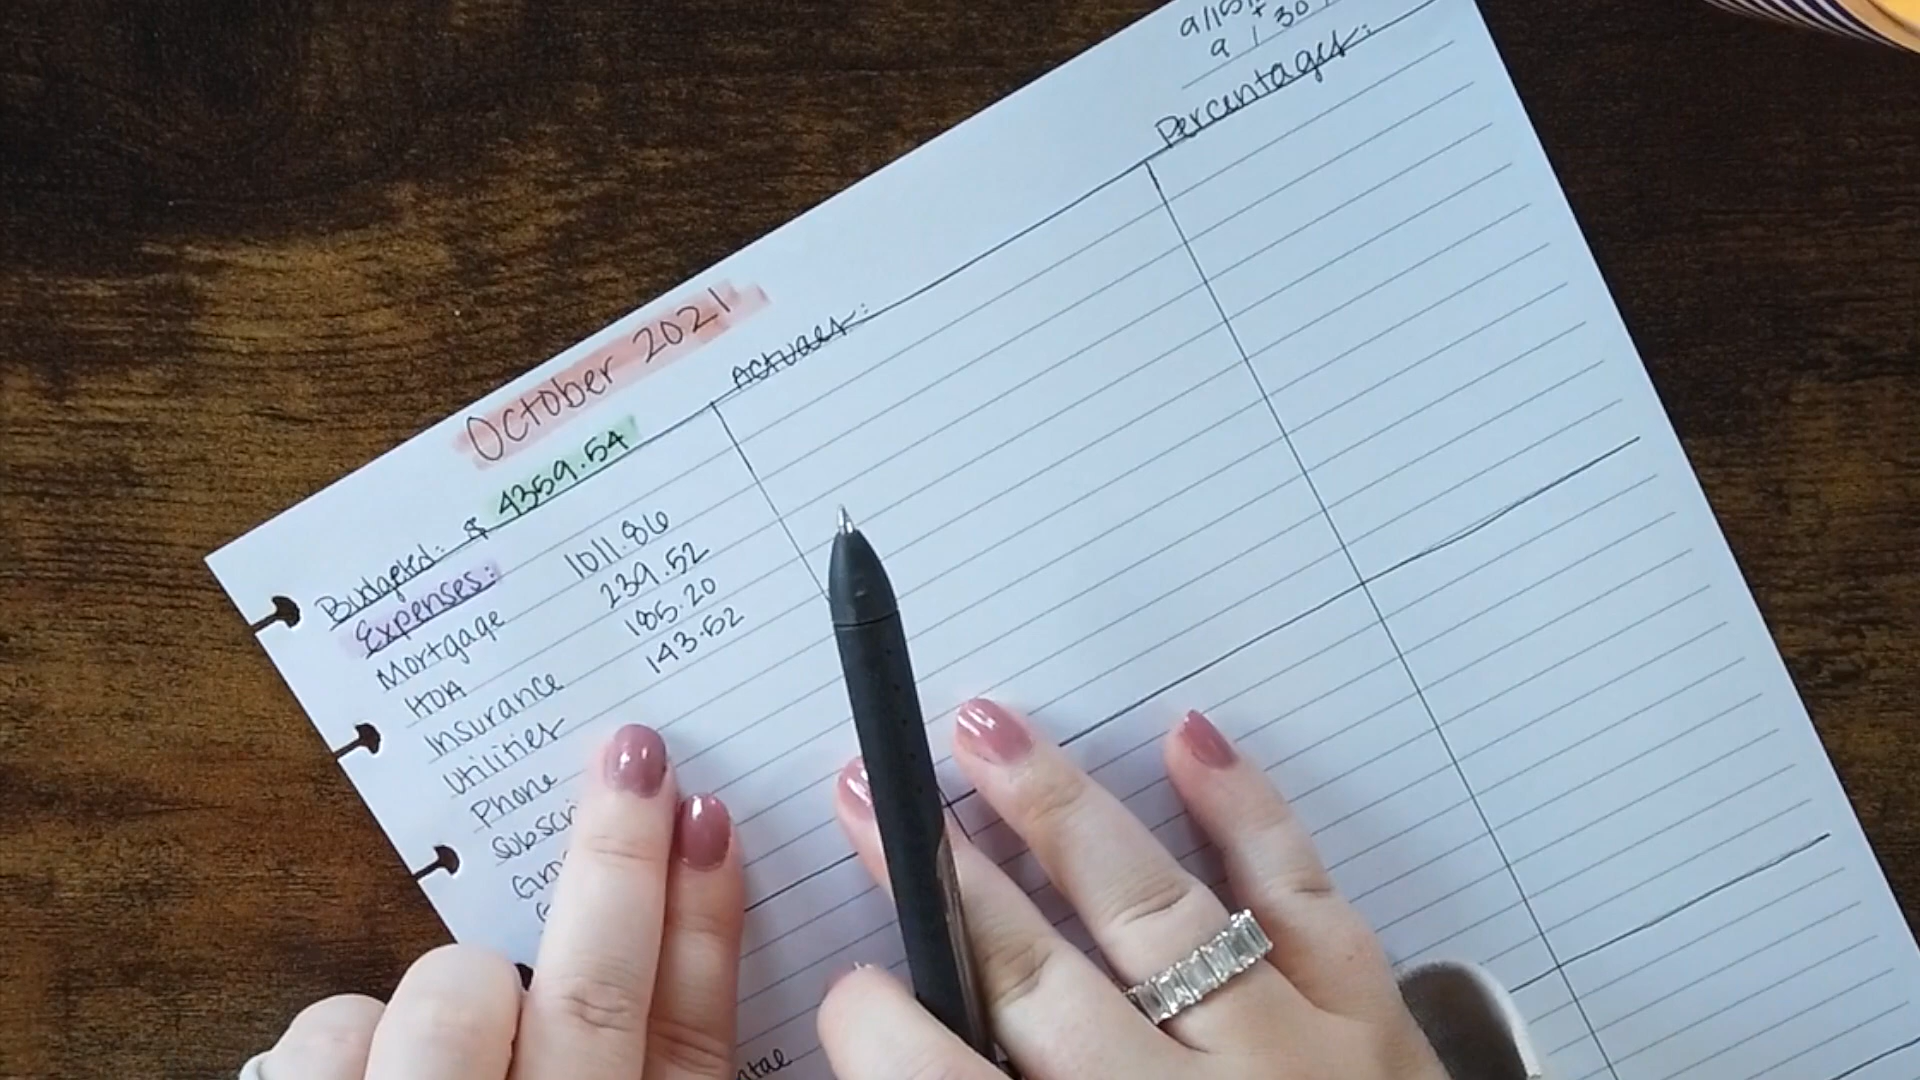 9/15
+
9/30
October 2021
Budgeted: $ 4359.54
Actuals:
Percentages:
Expenses:
Mortgage 1011.86
HOA 239.52
Insurance 185.20
Utilities 143.52
Phone